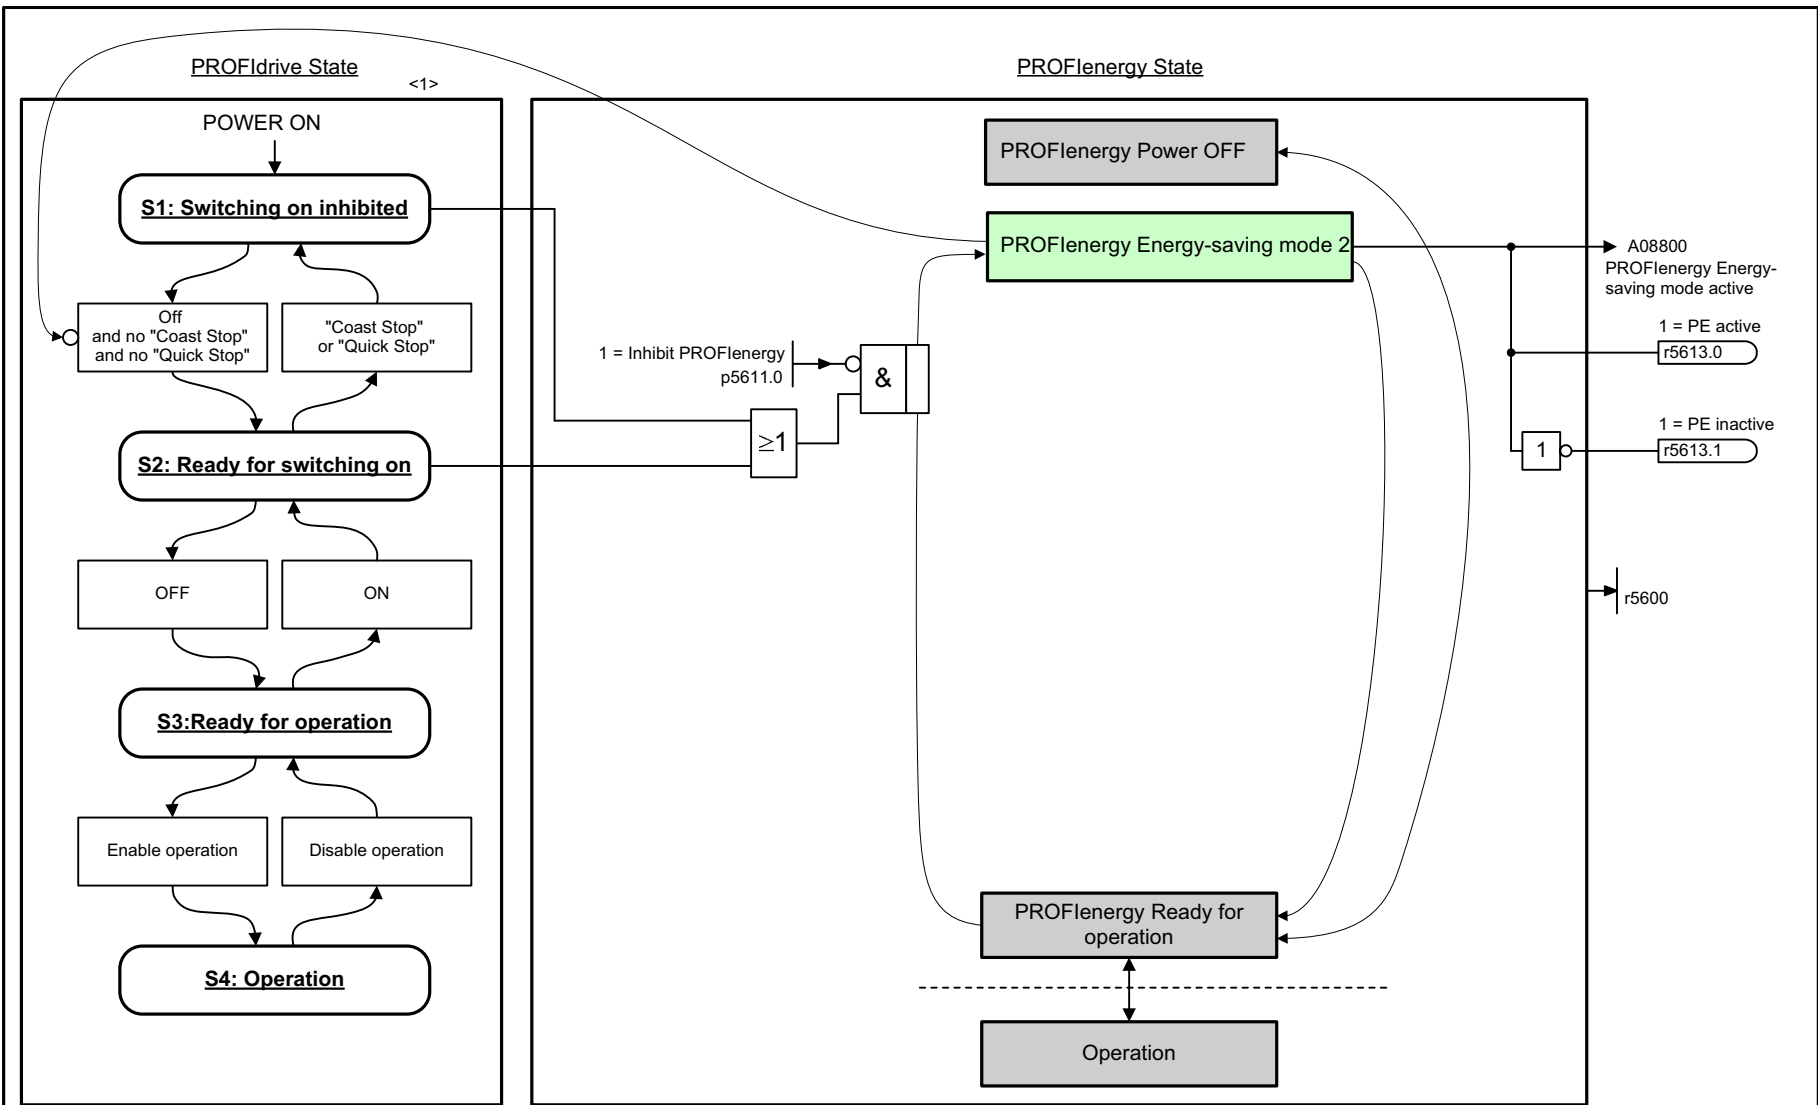 PROFIdrive State
<1>
POWER ON
S1: Switching on inhibited
Off
and no "Coast Stop"
and no "Quick Stop"
"Coast Stop"
or "Quick Stop"
S2: Ready for switching on
OFF
ON
S3:Ready for operation
Enable operation
Disable operation
S4: Operation
PROFIenergy State
PROFIenergy Power OFF
PROFIenergy Energy-saving mode 2
1 = Inhibit PROFIenergy
p5611.0
&
≥1
PROFIenergy Ready for
operation
Operation
A08800
PROFIenergy Energy-
saving mode active
1 = PE active
r5613.0
1 = PE inactive
1
r5613.1
r5600